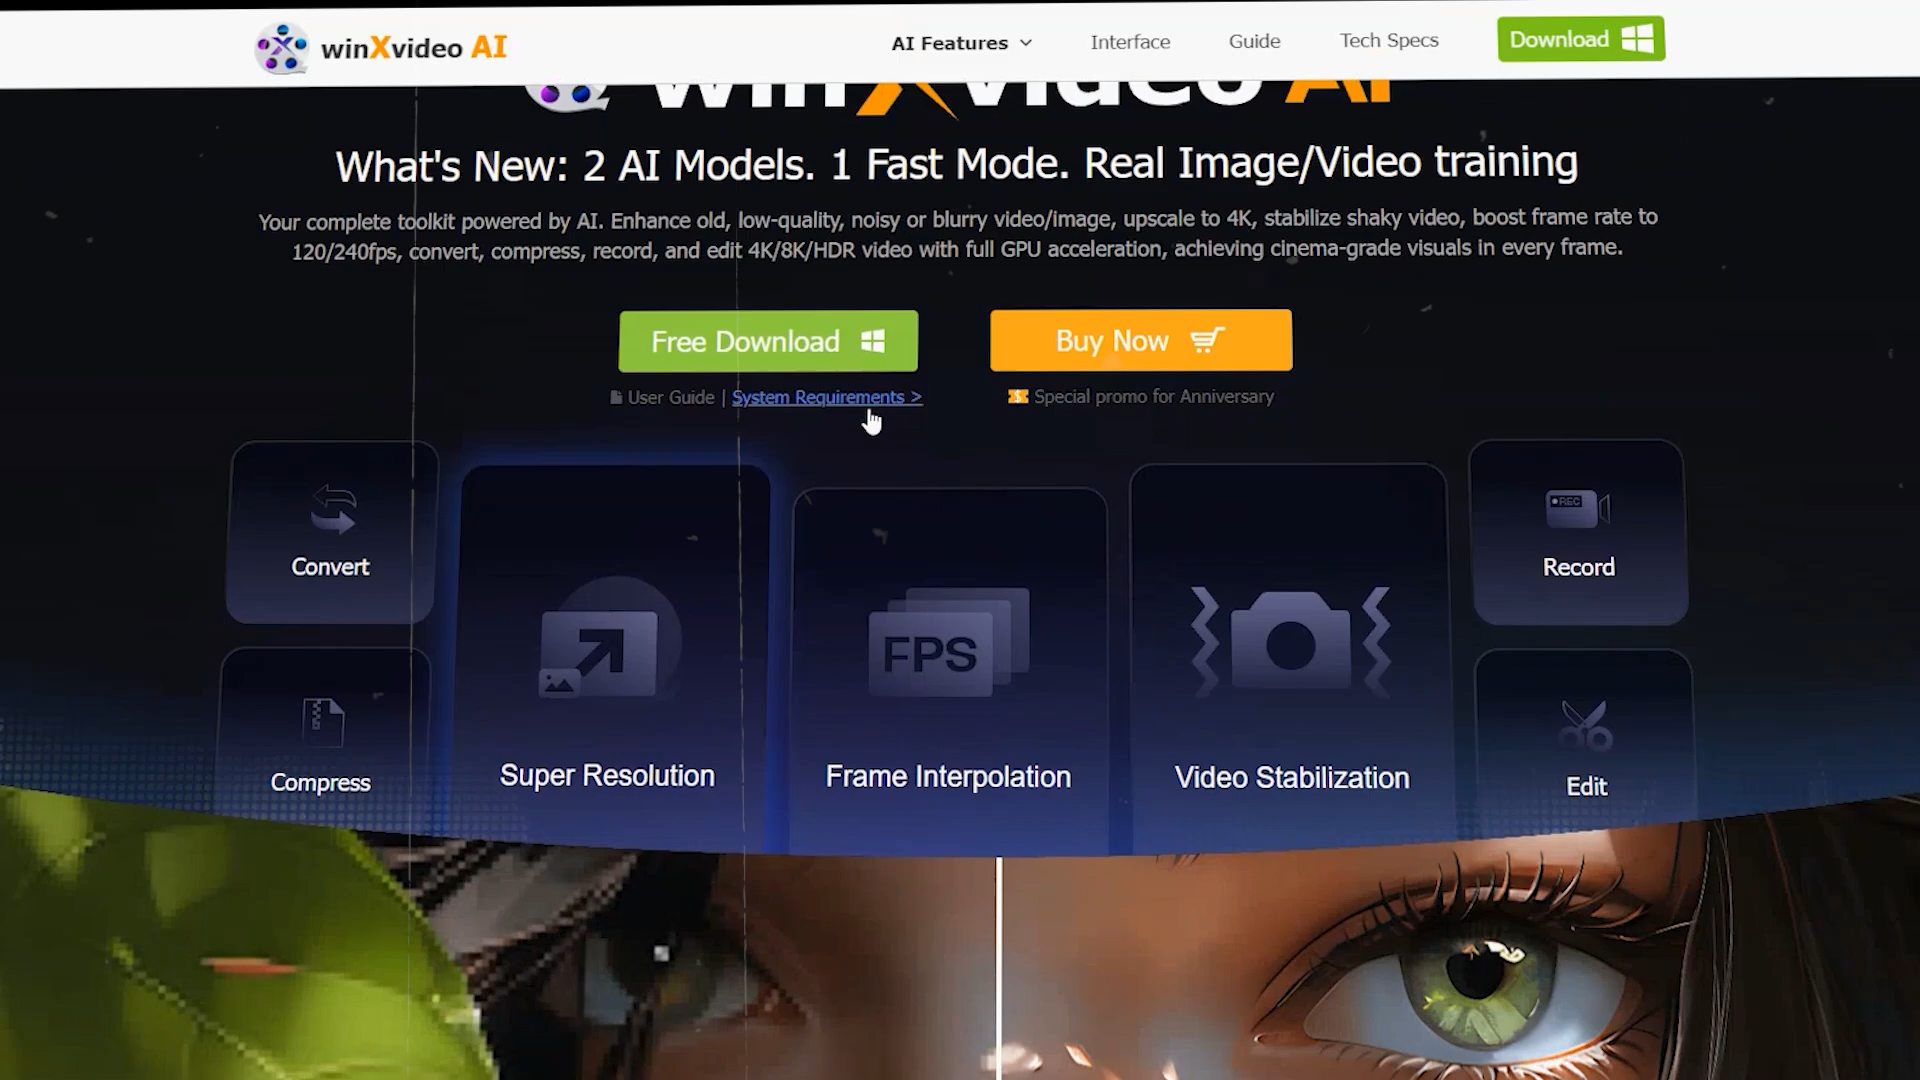 winXvideo AI
AI Features
Interface
Guide
Tech Specs
Download
winXvideo AI
What's New: 2 AI Models. 1 Fast Mode. Real Image/Video training
Your complete toolkit powered by AI. Enhance old, low-quality, noisy or blurry video/image, upscale to 4K, stabilize shaky video, boost frame rate to
120/240fps, convert, compress, record, and edit 4K/8K/HDR video with full GPU acceleration, achieving cinema-grade visuals in every frame.
Free Download
Buy Now
User Guide | System Requirements >
Special promo for Anniversary
Convert
REC
Record
FPS
Compress
Super Resolution
Frame Interpolation
Video Stabilization
Edit